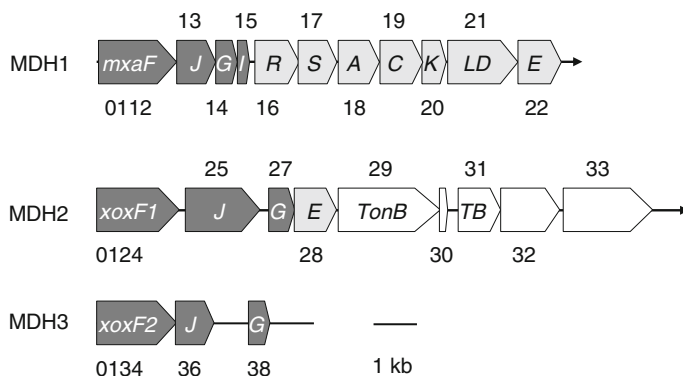 13 15 17 19 21
MDH1 mxaF J G I R S A C K LD E
0112 14 16 18 20 22
25 27 29 31 33
MDH2 xoxF1 J G E TonB TB
0124 28 30 32
MDH3 xoxF2 J G
0134 36 38 1 kb